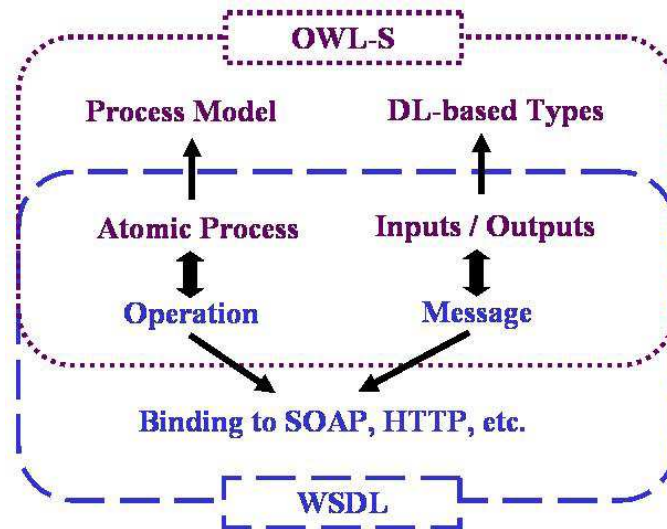 OWL-S
Process Model DL-based Types
Atomic Process Inputs / Outputs
Operation Message
Binding to SOAP, HTTP, etc.
WSDL